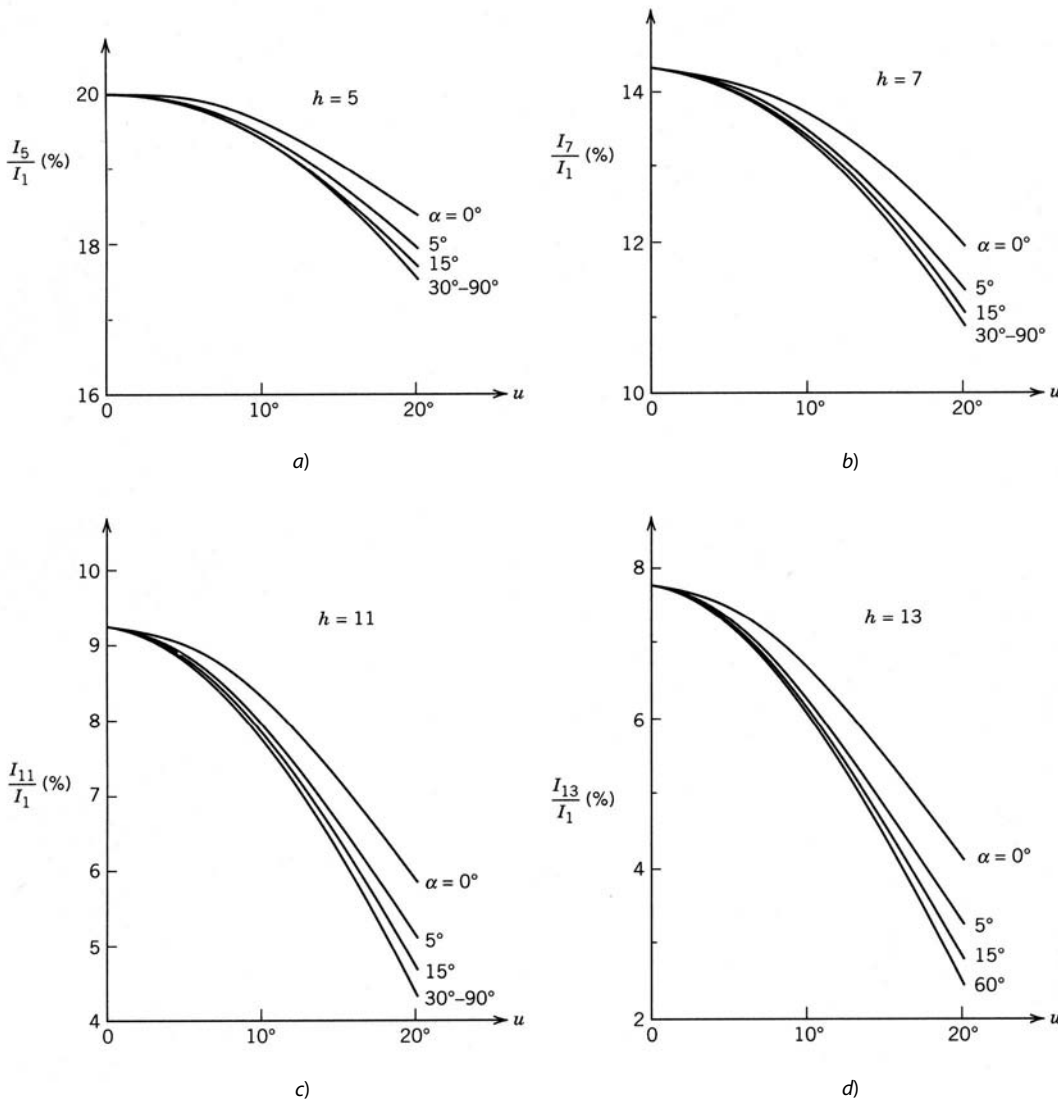 20
h = 5
I5
I1
(%)
18
16
0
10°
20°
u
α = 0°
5°
15°
30°–90°
a)
14
h = 7
I7
I1
(%)
12
10
0
10°
20°
u
α = 0°
5°
15°
30°–90°
b)
10
9
h = 11
8
I11
I1
(%)
7
6
5
4
0
10°
20°
u
α = 0°
5°
15°
30°–90°
c)
8
h = 13
6
I13
I1
(%)
4
2
0
10°
20°
u
α = 0°
5°
15°
60°
d)